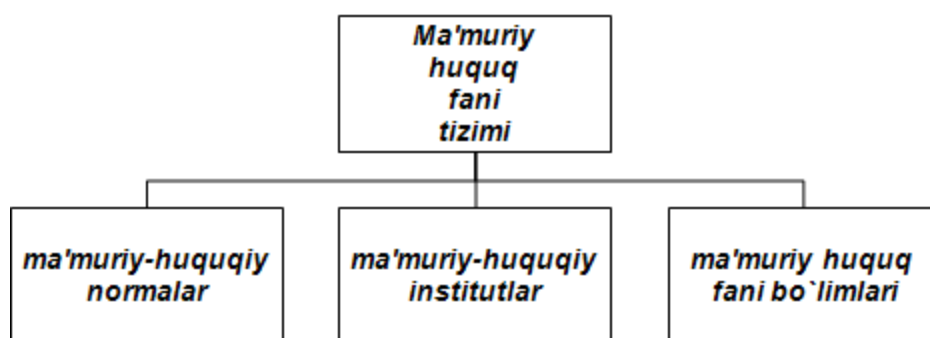 Ma'muriy
huquq
fani
tizimi
ma'muriy-huquqiy
normalar
ma'muriy-huquqiy
institutlar
ma'muriy huquq
fani bo`limlari